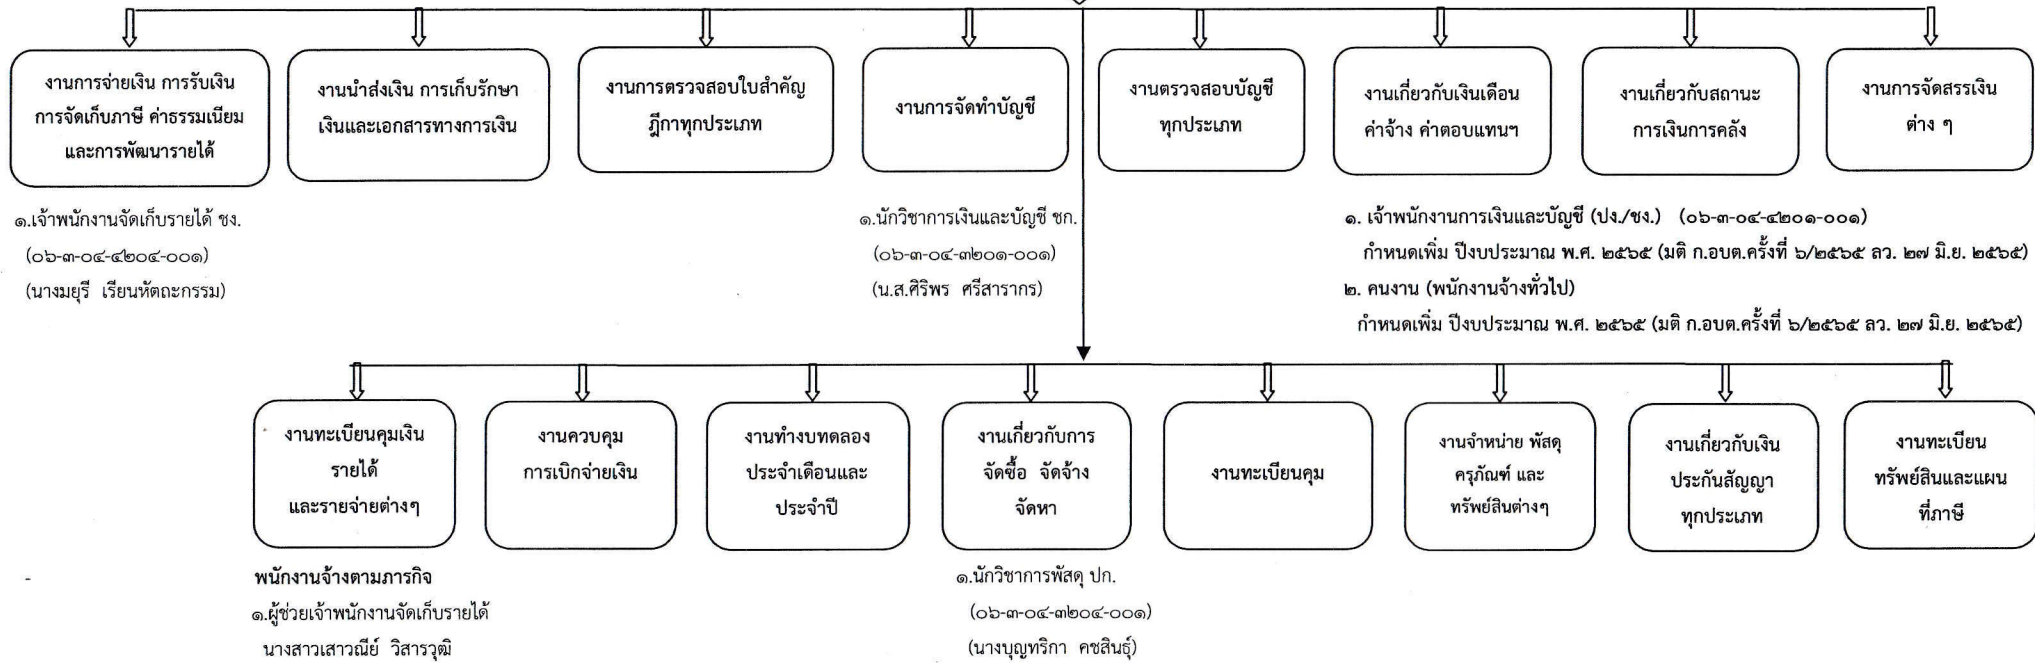 งานการจ่ายเงิน การรับเงิน
การจัดเก็บภาษี ค่าธรรมเนียม
และการพัฒนารายได้
งานนำส่งเงิน การเก็บรักษา
เงินและเอกสารทางการเงิน
งานการตรวจสอบใบสำคัญ
ฎีกาทุกประเภท
งานการจัดทำบัญชี
งานตรวจสอบบัญชี
ทุกประเภท
งานเกี่ยวกับเงินเดือน
ค่าจ้าง ค่าตอบแทนฯ
งานเกี่ยวกับสถานะ
การเงินการคลัง
งานการจัดสรรเงิน
ต่าง ๆ
๑.เจ้าพนักงานจัดเก็บรายได้ ชง.
(๐๖-๓-๐๔-๔๒๐๔-๐๐๑)
(นางมยุรี เรียนหัตถะกรรม)
๑.นักวิชาการเงินและบัญชี ชก.
(๐๖-๓-๐๔-๓๒๐๑-๐๐๑)
(น.ส.ศิริพร ศรีสารากร)
๑. เจ้าพนักงานการเงินและบัญชี (ปง./ชง.) (๐๖-๓-๐๔-๔๒๐๑-๐๐๑)
กำหนดเพิ่ม ปีงบประมาณ พ.ศ. ๒๕๖๕ (มติ ก.อบต.ครั้งที่ ๖/๒๕๖๕ ลว. ๒๗ มิ.ย. ๒๕๖๕)
๒. คนงาน (พนักงานจ้างทั่วไป)
กำหนดเพิ่ม ปีงบประมาณ พ.ศ. ๒๕๖๕ (มติ ก.อบต.ครั้งที่ ๖/๒๕๖๕ ลว. ๒๗ มิ.ย. ๒๕๖๕)
งานทะเบียนคุมเงิน
รายได้
และรายจ่ายต่างๆ
งานควบคุม
การเบิกจ่ายเงิน
งานทำงบทดลอง
ประจำเดือนและ
ประจำปี
งานเกี่ยวกับการ
จัดซื้อ จัดจ้าง
จัดหา
งานทะเบียนคุม
งานจำหน่าย พัสดุ
ครุภัณฑ์ และ
ทรัพย์สินต่างๆ
งานเกี่ยวกับเงิน
ประกันสัญญา
ทุกประเภท
งานทะเบียน
ทรัพย์สินและแผน
ที่ภาษี
พนักงานจ้างตามภารกิจ
๑.ผู้ช่วยเจ้าพนักงานจัดเก็บรายได้
นางสาวเสาวณีย์ วิสารวุฒิ
๑.นักวิชาการพัสดุ ปก.
(๐๖-๓-๐๔-๓๒๐๔-๐๐๑)
(นางบุญทริกา คชสินธุ์)